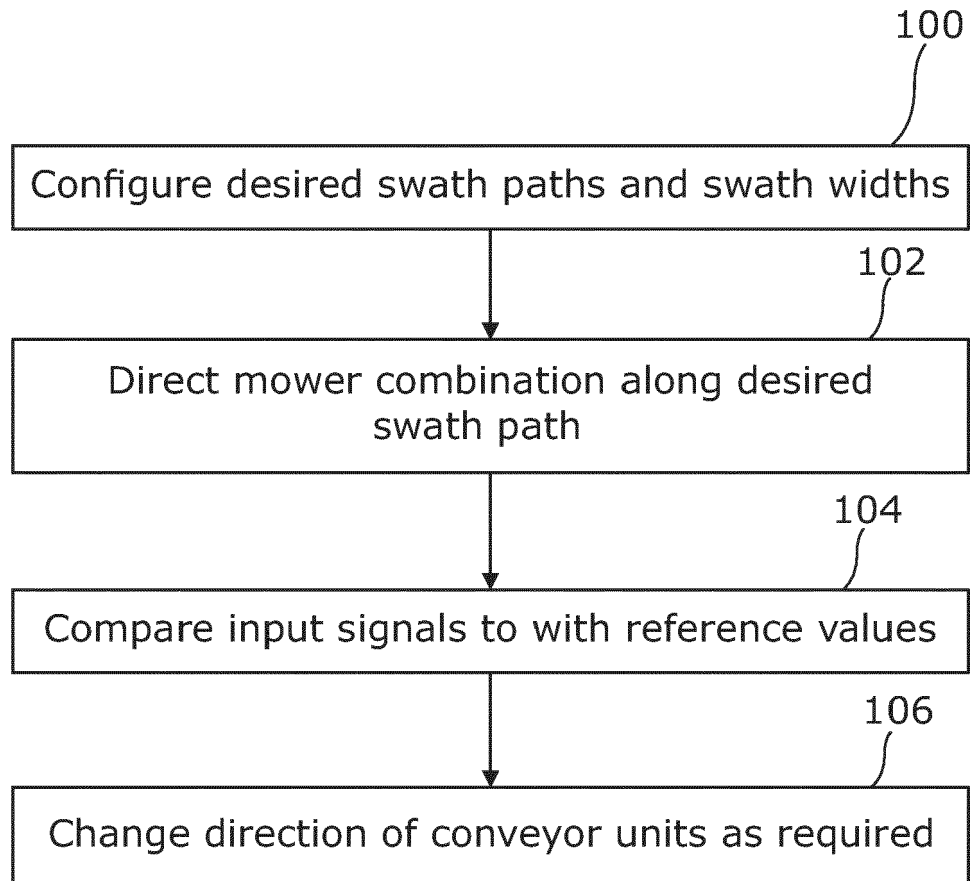 100
Configure desired swath paths and swath widths
102
Direct mower combination along desired
swath path
104
Compare input signals to with reference values
106
Change direction of conveyor units as required